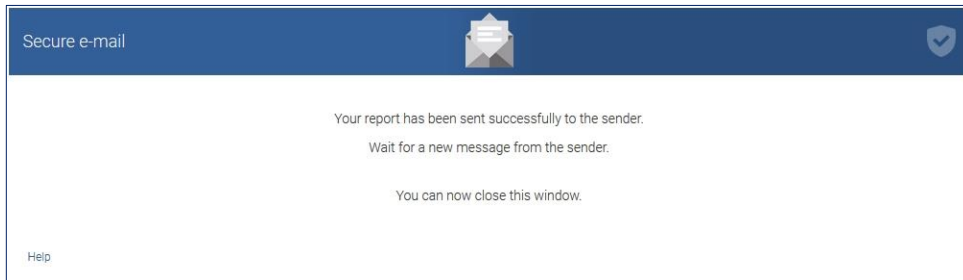 Secure e-mail
Your report has been sent successfully to the sender.
Wait for a new message from the sender.
You can now close this window.
Help